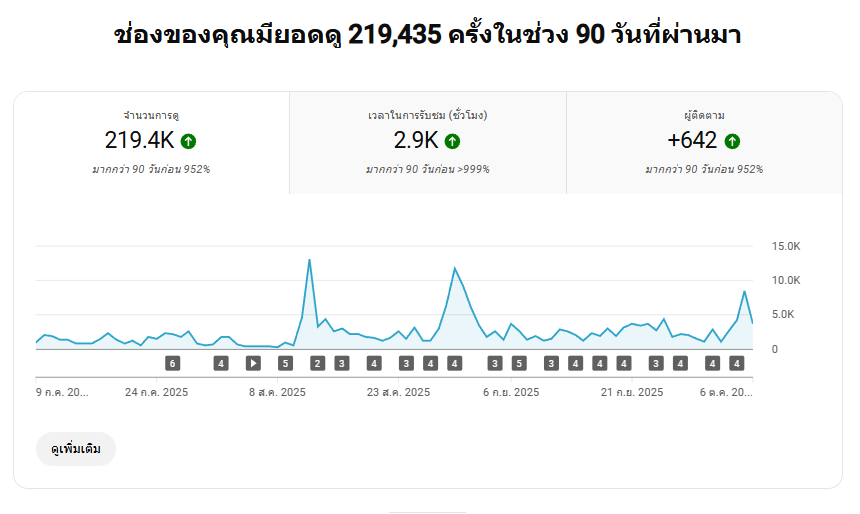 ช่องของคุณมียอดดู 219,435 ครั้งในช่วง 90 วันที่ผ่านมา
จำนวนการดู
219.4K
มากกว่า 90 วันก่อน 952%
เวลาในการรับชม (ชั่วโมง)
2.9K
มากกว่า 90 วันก่อน >999%
ผู้ติดตาม
+642
มากกว่า 90 วันก่อน 952%
15.0K
10.0K
5.0K
0
6 4 5 2 3 4 3 4 4 3 5 3 4 4 4 3 4 4 4
9 ก.ค. 20... 24 ก.ค. 2025 8 ส.ค. 2025 23 ส.ค. 2025 6 ก.ย. 2025 21 ก.ย. 2025 6 ต.ค. 20...
ดูเพิ่มเติม